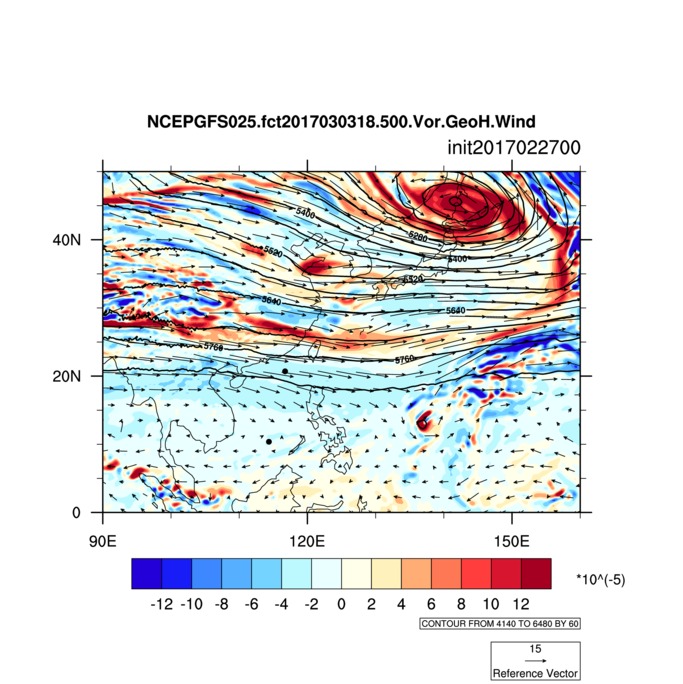 NCEPGFS025.fct2017030318.500.Vor.GeoH.Wind
init2017022700
5400
5280
5520
5400
5520
5640
5640
5760
5760
40N
20N
0
90E 120E 150E
-12 -10 -8 -6 -4 -2 0 2 4 6 8 10 12
*10^(-5)
CONTOUR FROM 4140 TO 6480 BY 60
15
Reference Vector